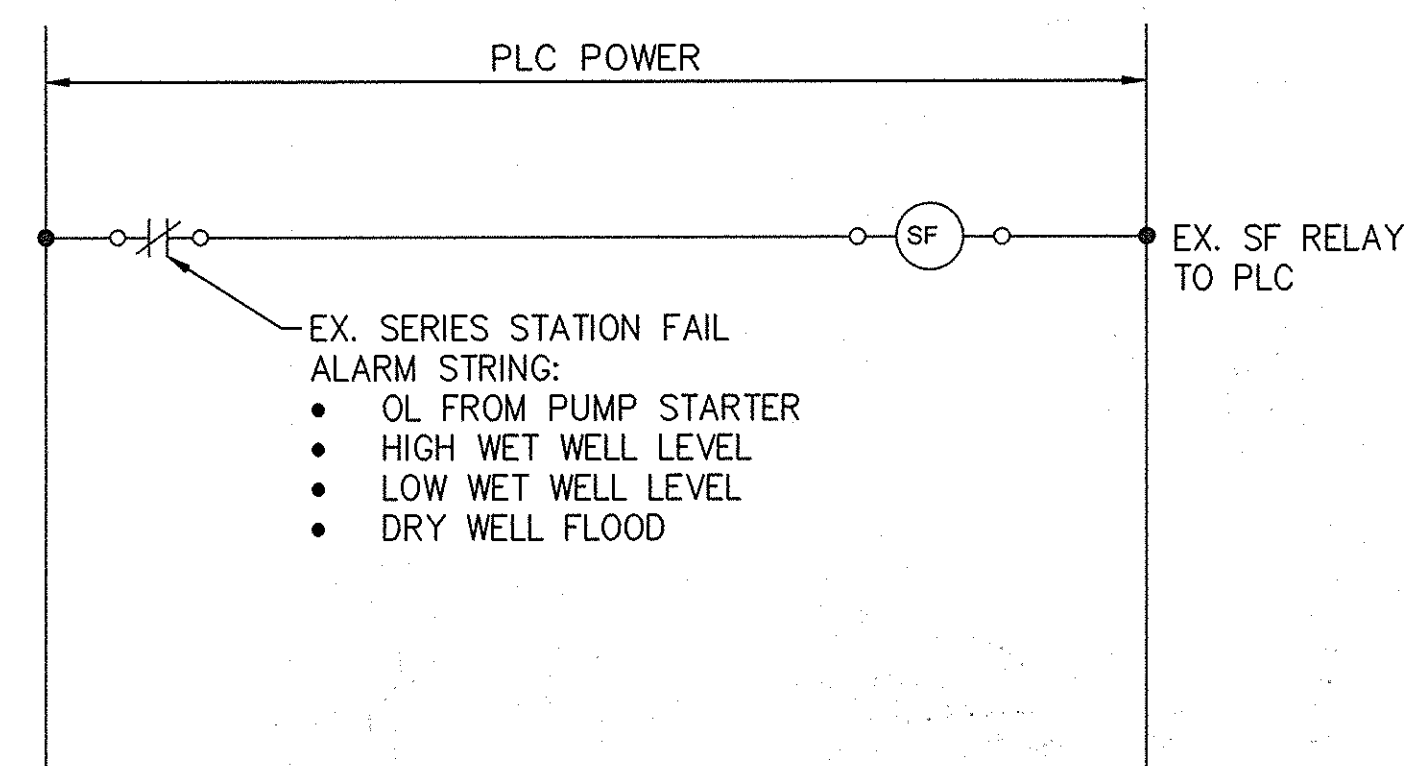 PLC POWER
SF
EX. SF RELAY
TO PLC
EX. SERIES STATION FAIL
ALARM STRING:
• OL FROM PUMP STARTER
• HIGH WET WELL LEVEL
• LOW WET WELL LEVEL
• DRY WELL FLOOD